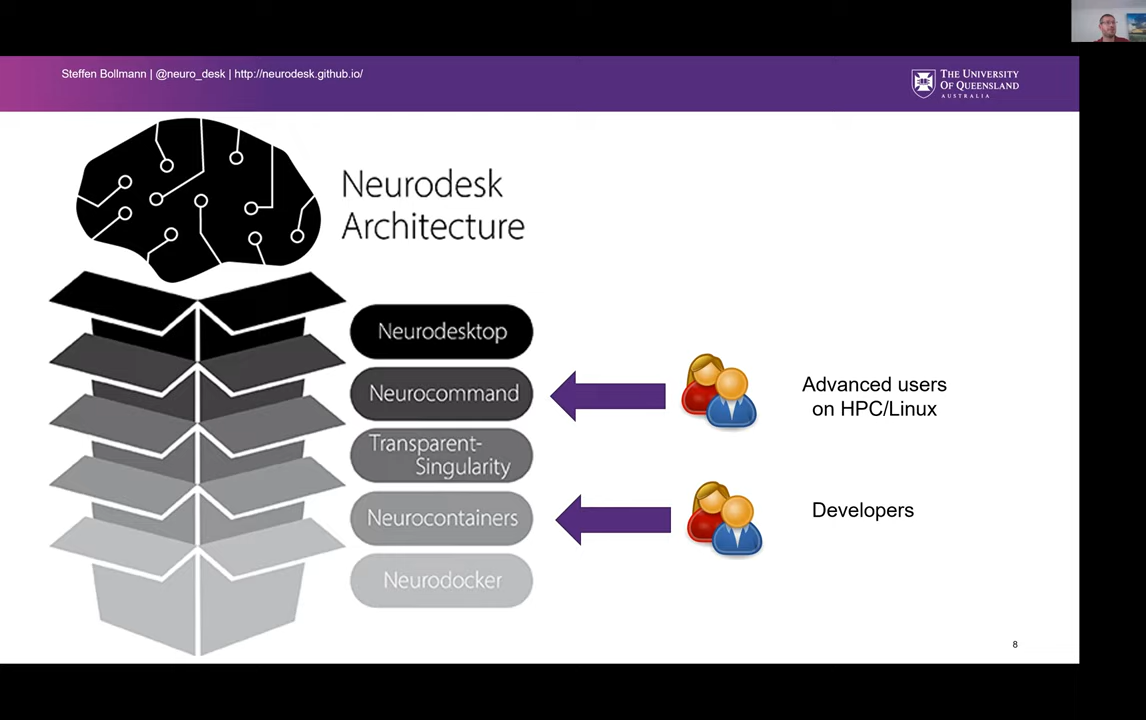 Steffen Bollmann | @neuro_desk | http://neurodesk.github.io/
THE UNIVERSITY
OF QUEENSLAND
AUSTRALIA
Neurodesk
Architecture
Neurodesktop
Neurocommand
Transparent-
Singularity
Neurocontainers
Neurodocker
Advanced users
on HPC/Linux
Developers
8